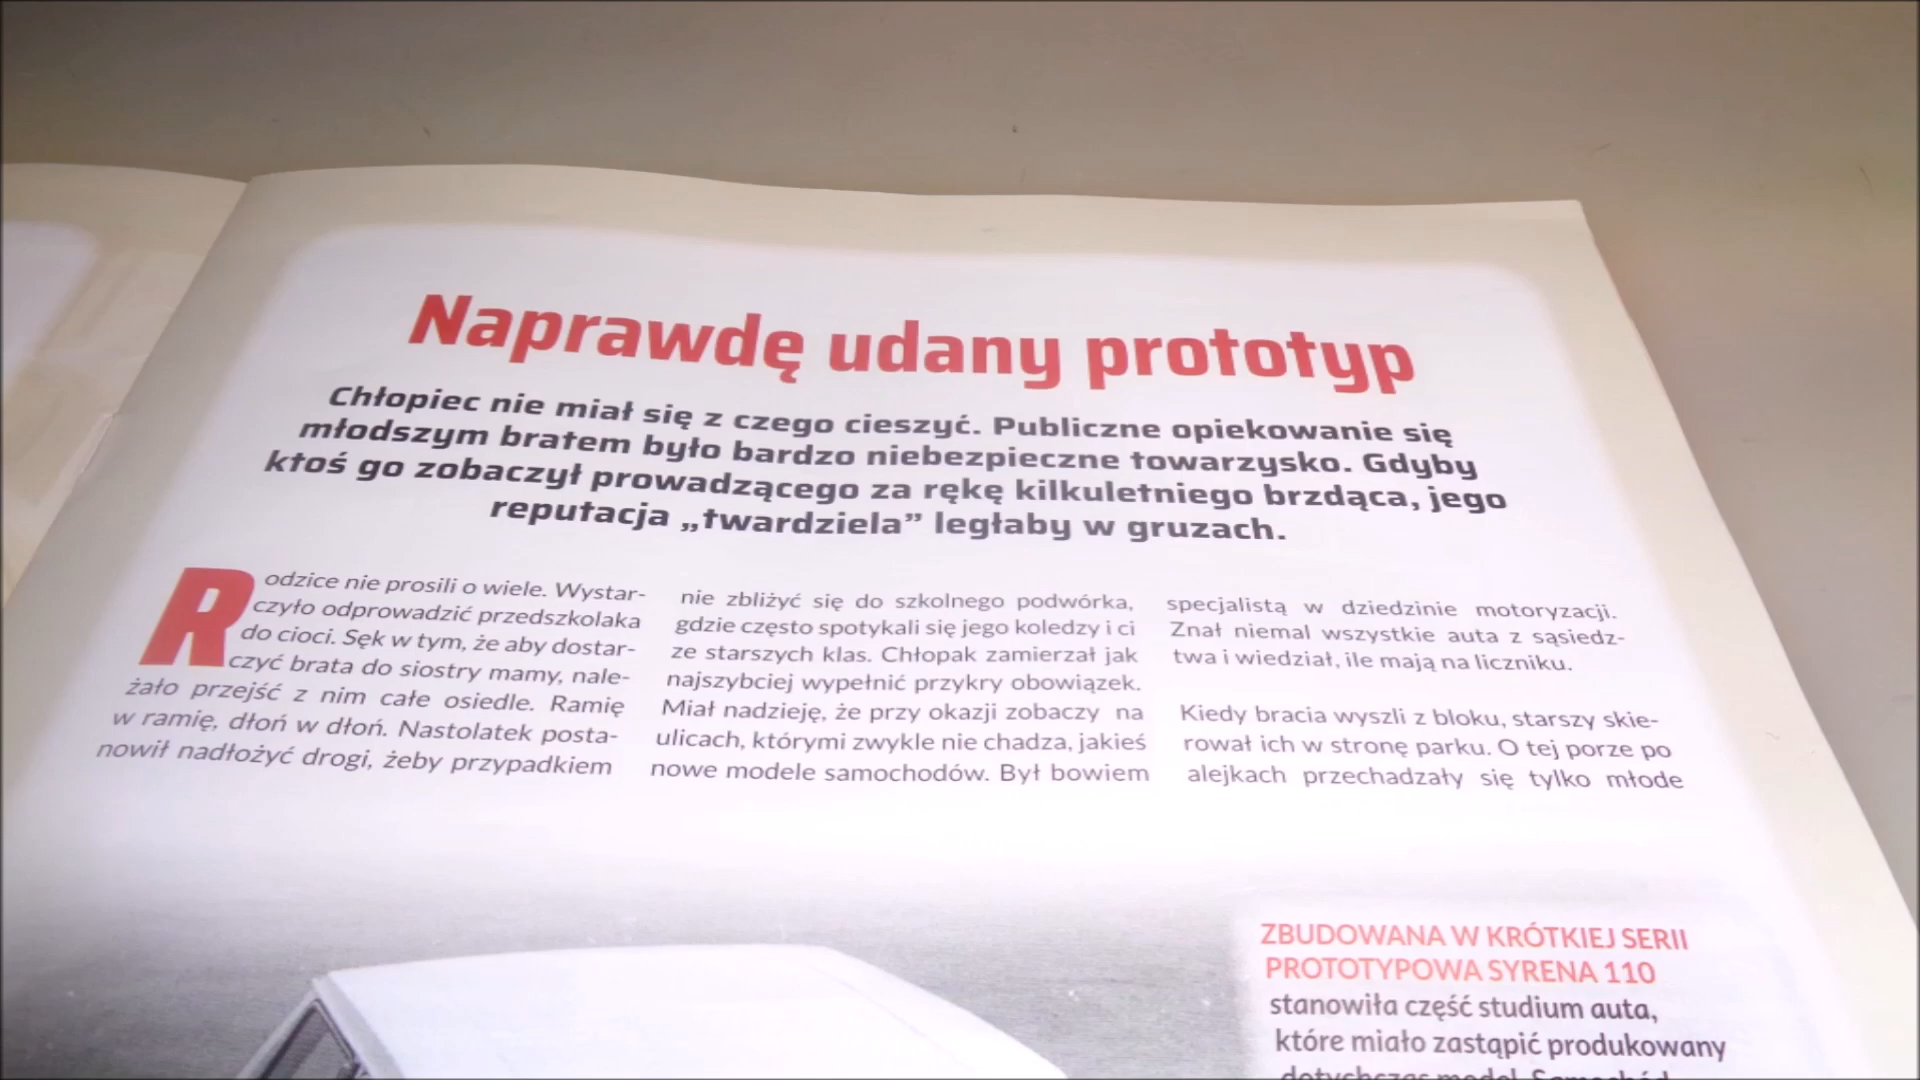 Naprawdę udany prototyp
Chłopiec nie miał się z czego cieszyć. Publiczne opiekowanie się
młodszym bratem było bardzo niebezpieczne towarzysko. Gdyby
ktoś go zobaczył prowadzącego za rękę kilkuletniego brzdąca, jego
reputacja „twardziela”ległaby w gruzach.
Rodzice nie prosili o wiele. Wystar-
czyło odprowadzić przedszkolaka
do cioci. Sęk w tym, że aby dostar-
czyć brata do siostry mamy, nale-
żało przejść z nim całe osiedle. Ramię
w ramię, dłoń w dłoń. Nastolatek posta-
nowił nadłożyć drogi, żeby przypadkiem
nie zbliżyć się do szkolnego podwórka,
gdzie często spotykali się jego koledzy i ci
ze starszych klas. Chłopak zamierzał jak
najszybciej wypełnić przykry obowiązek.
Miał nadzieję, że przy okazji zobaczy na
ulicach, którymi zwykle nie chadza, jakieś
nowe modele samochodów. Był bowiem
specjalistą w dziedzinie motoryzacji.
Znał niemal wszystkie auta z sąsiedz-
twa i wiedział, ile mają na liczniku.
Kiedy bracia wyszli z bloku, starszy skie-
rował ich w stronę parku. O tej porze po
alejkach przechadzały się tylko młode
ZBUDOWANA W KRÓTKIEJ SERII
PROTOTYPOWA SYRENA 110
stanowiła część studium auta,
które miało zastąpić produkowany
dotychczas model. Samochód